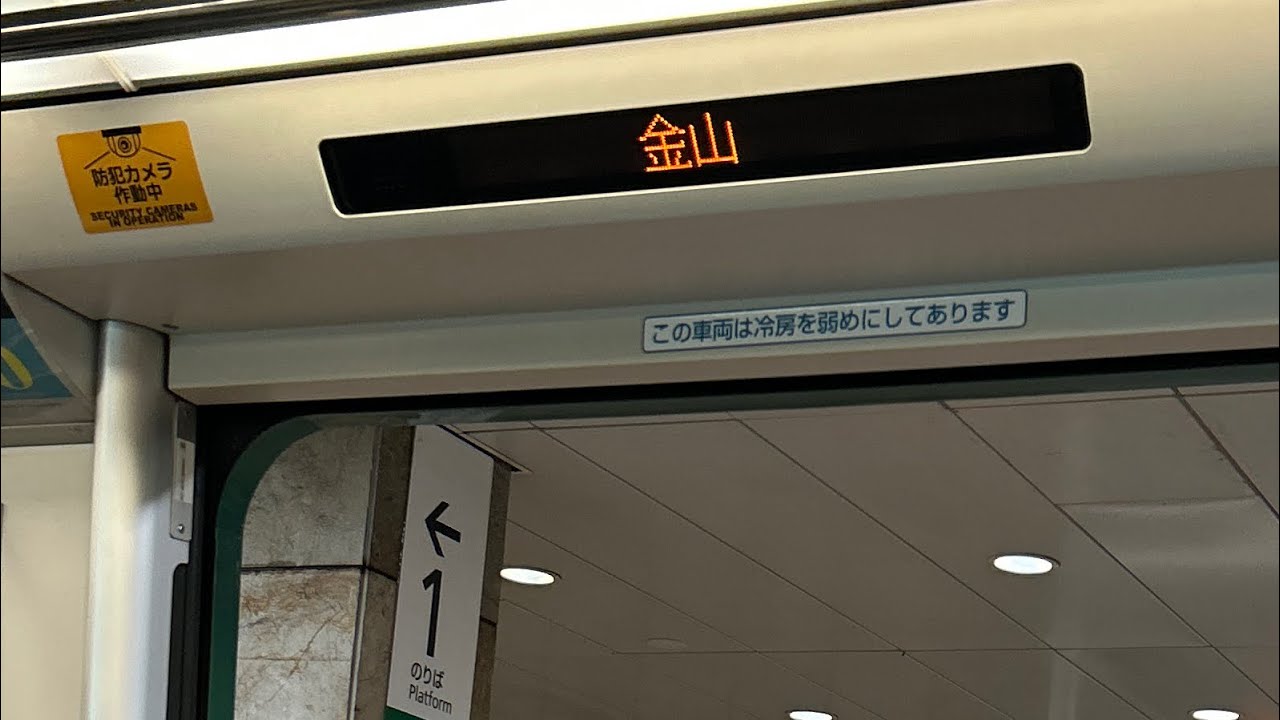 金山
防犯カメラ
作動中
SECURITY CAMERAS
IN OPERATION
この車両は冷房を弱めにしてあります
←
1
のりば
Platform